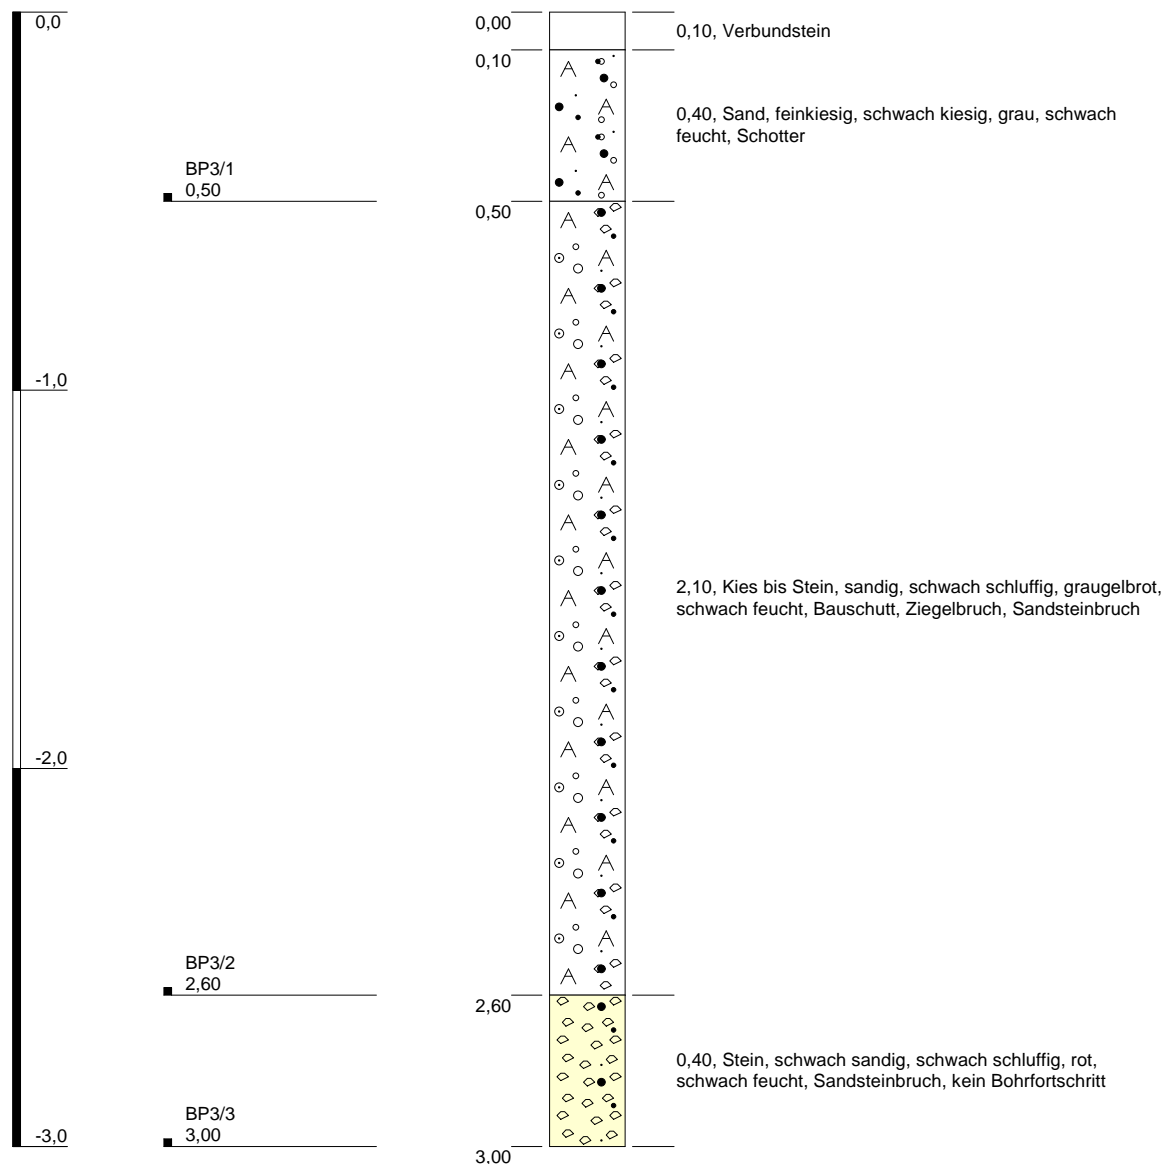 0,0
0,00
0,10, Verbundstein
0,10
0,40, Sand, feinkiesig, schwach kiesig, grau, schwach
feucht, Schotter
BP3/1
0,50
0,50
-1,0
2,10, Kies bis Stein, sandig, schwach schluffig, graugelbrot,
schwach feucht, Bauschutt, Ziegelbruch, Sandsteinbruch
-2,0
BP3/2
2,60
2,60
0,40, Stein, schwach sandig, schwach schluffig, rot,
schwach feucht, Sandsteinbruch, kein Bohrfortschritt
BP3/3
3,00
-3,0
3,00